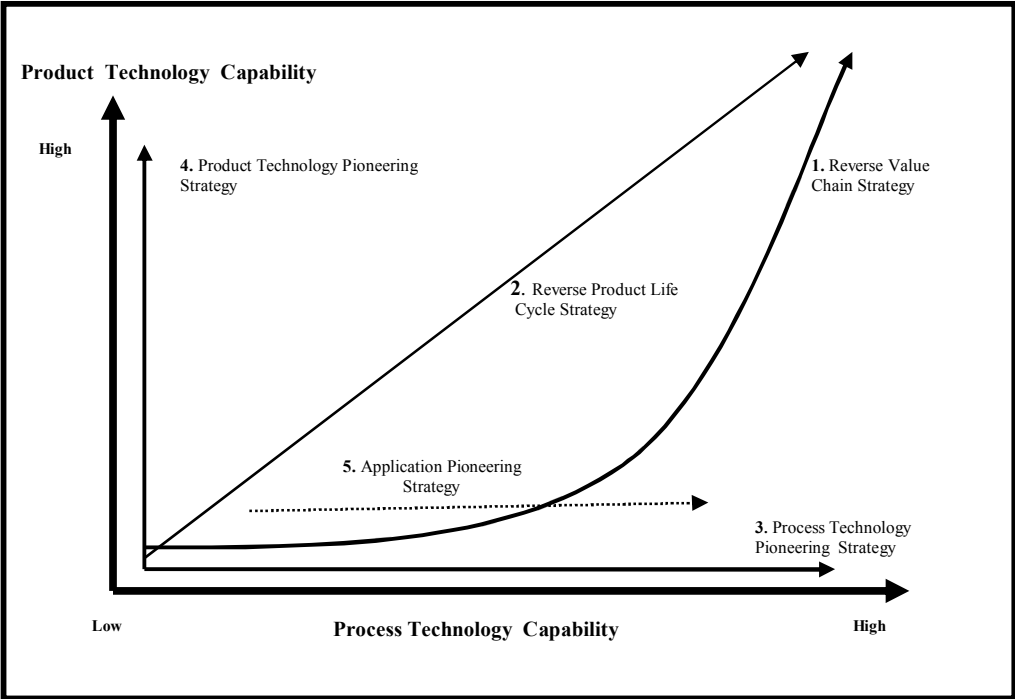 Product Technology Capability
High
4. Product Technology Pioneering
Strategy
1. Reverse Value
Chain Strategy
2. Reverse Product Life
Cycle Strategy
5. Application Pioneering
Strategy
3. Process Technology
Pioneering Strategy
Low
Process Technology Capability
High